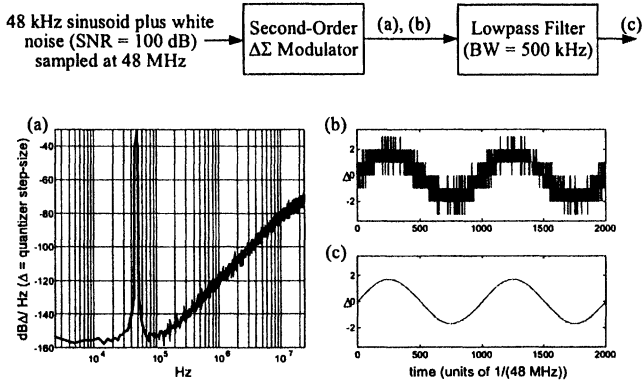 48 kHz sinusoid plus white
noise (SNR = 100 dB)
sampled at 48 MHz
Second-Order
ΔΣ Modulator
(a), (b)
Lowpass Filter
(BW = 500 kHz)
(c)
(a)
dBΔ/ Hz (Δ = quantizer step-size)
-40
-60
-80
-100
-120
-140
-160
10⁴
10⁵
10⁶
10⁷
Hz
(b)
Δ
2
0
-2
0
500
1000
1500
2000
(c)
Δ
2
0
-2
0
500
1000
1500
2000
time (units of 1/(48 MHz))